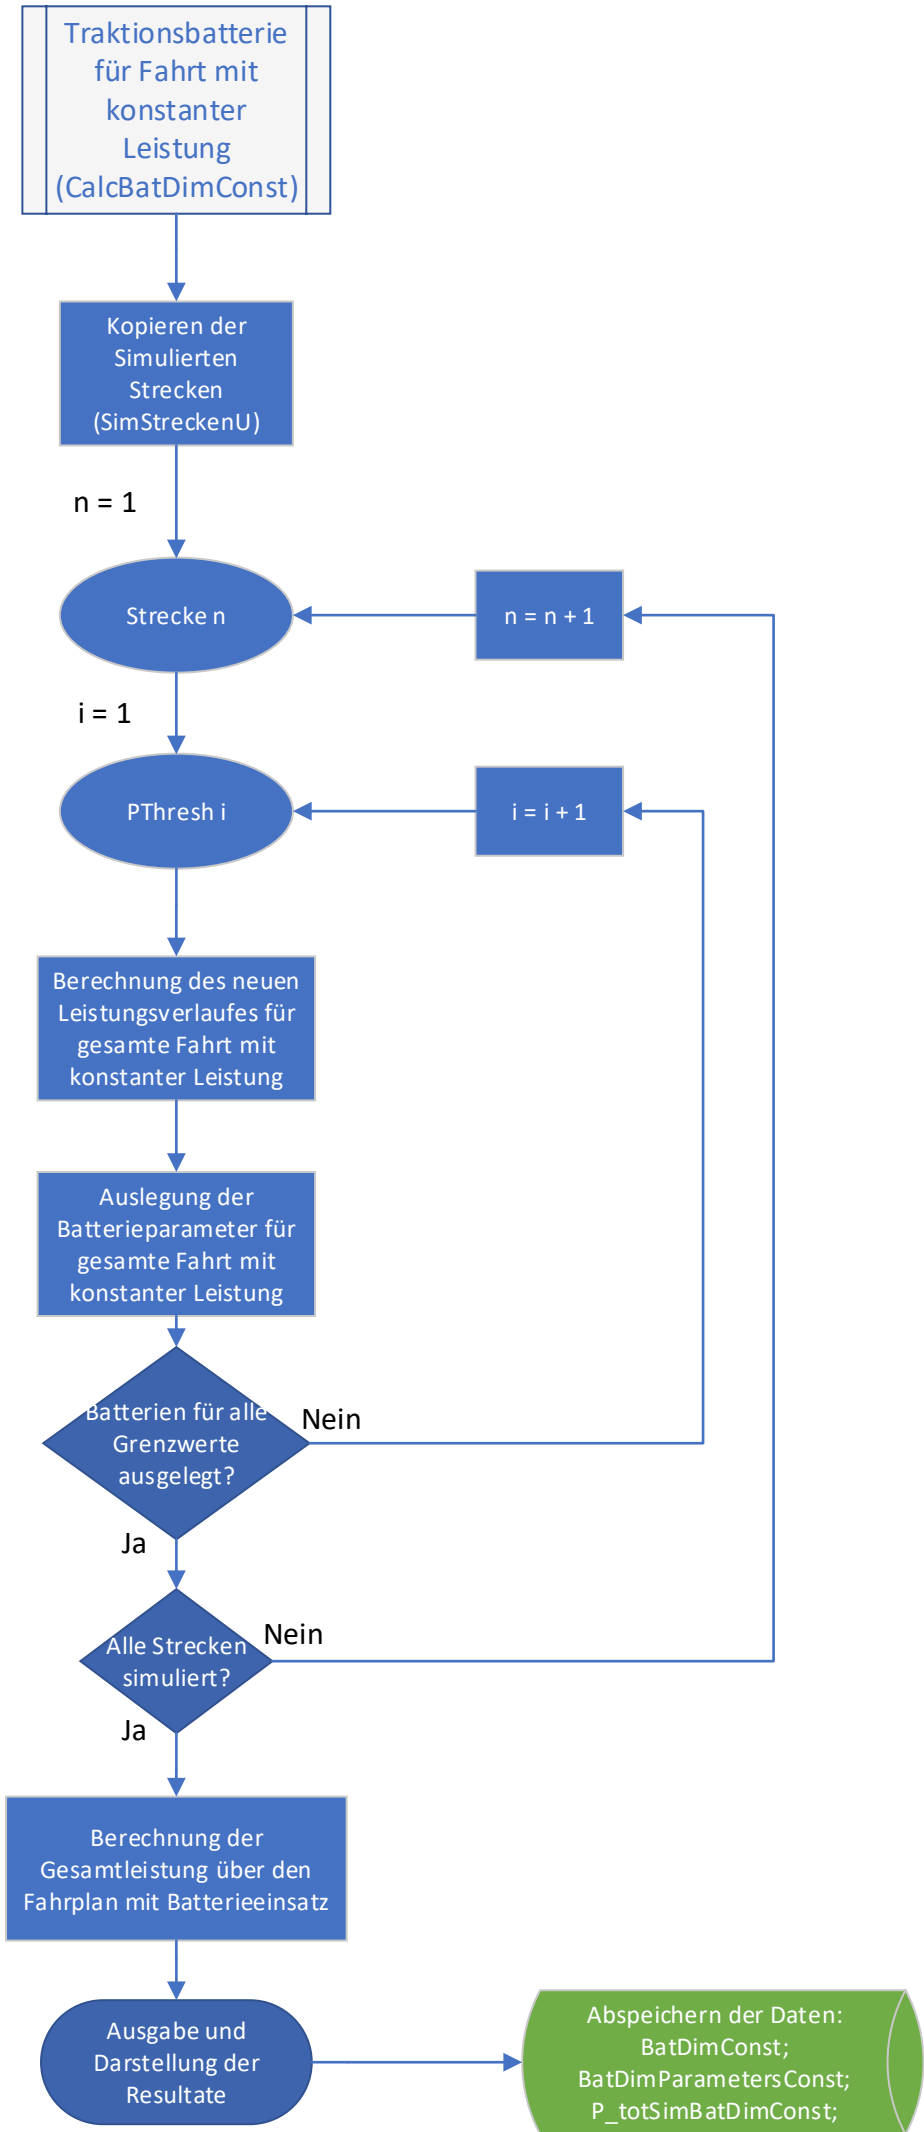 Traktionsbatterie
für Fahrt mit
konstanter
Leistung
(CalcBatDimConst)
Kopieren der
Simulierten
Strecken
(SimStreckenU)
n = 1
Strecke n
n = n + 1
i = 1
PThresh i
i = i + 1
Berechnung des neuen
Leistungsverlaufes für
gesamte Fahrt mit
konstanter Leistung
Auslegung der
Batterieparameter für
gesamte Fahrt mit
konstanter Leistung
Batterien für alle
Grenzwerte
ausgelegt?
Nein
Ja
Alle Strecken
simuliert?
Nein
Ja
Berechnung der
Gesamtleistung über den
Fahrplan mit Batterieeinsatz
Ausgabe und
Darstellung der
Resultate
Abspeichern der Daten:
BatDimConst;
BatDimParametersConst;
P_totSimBatDimConst;